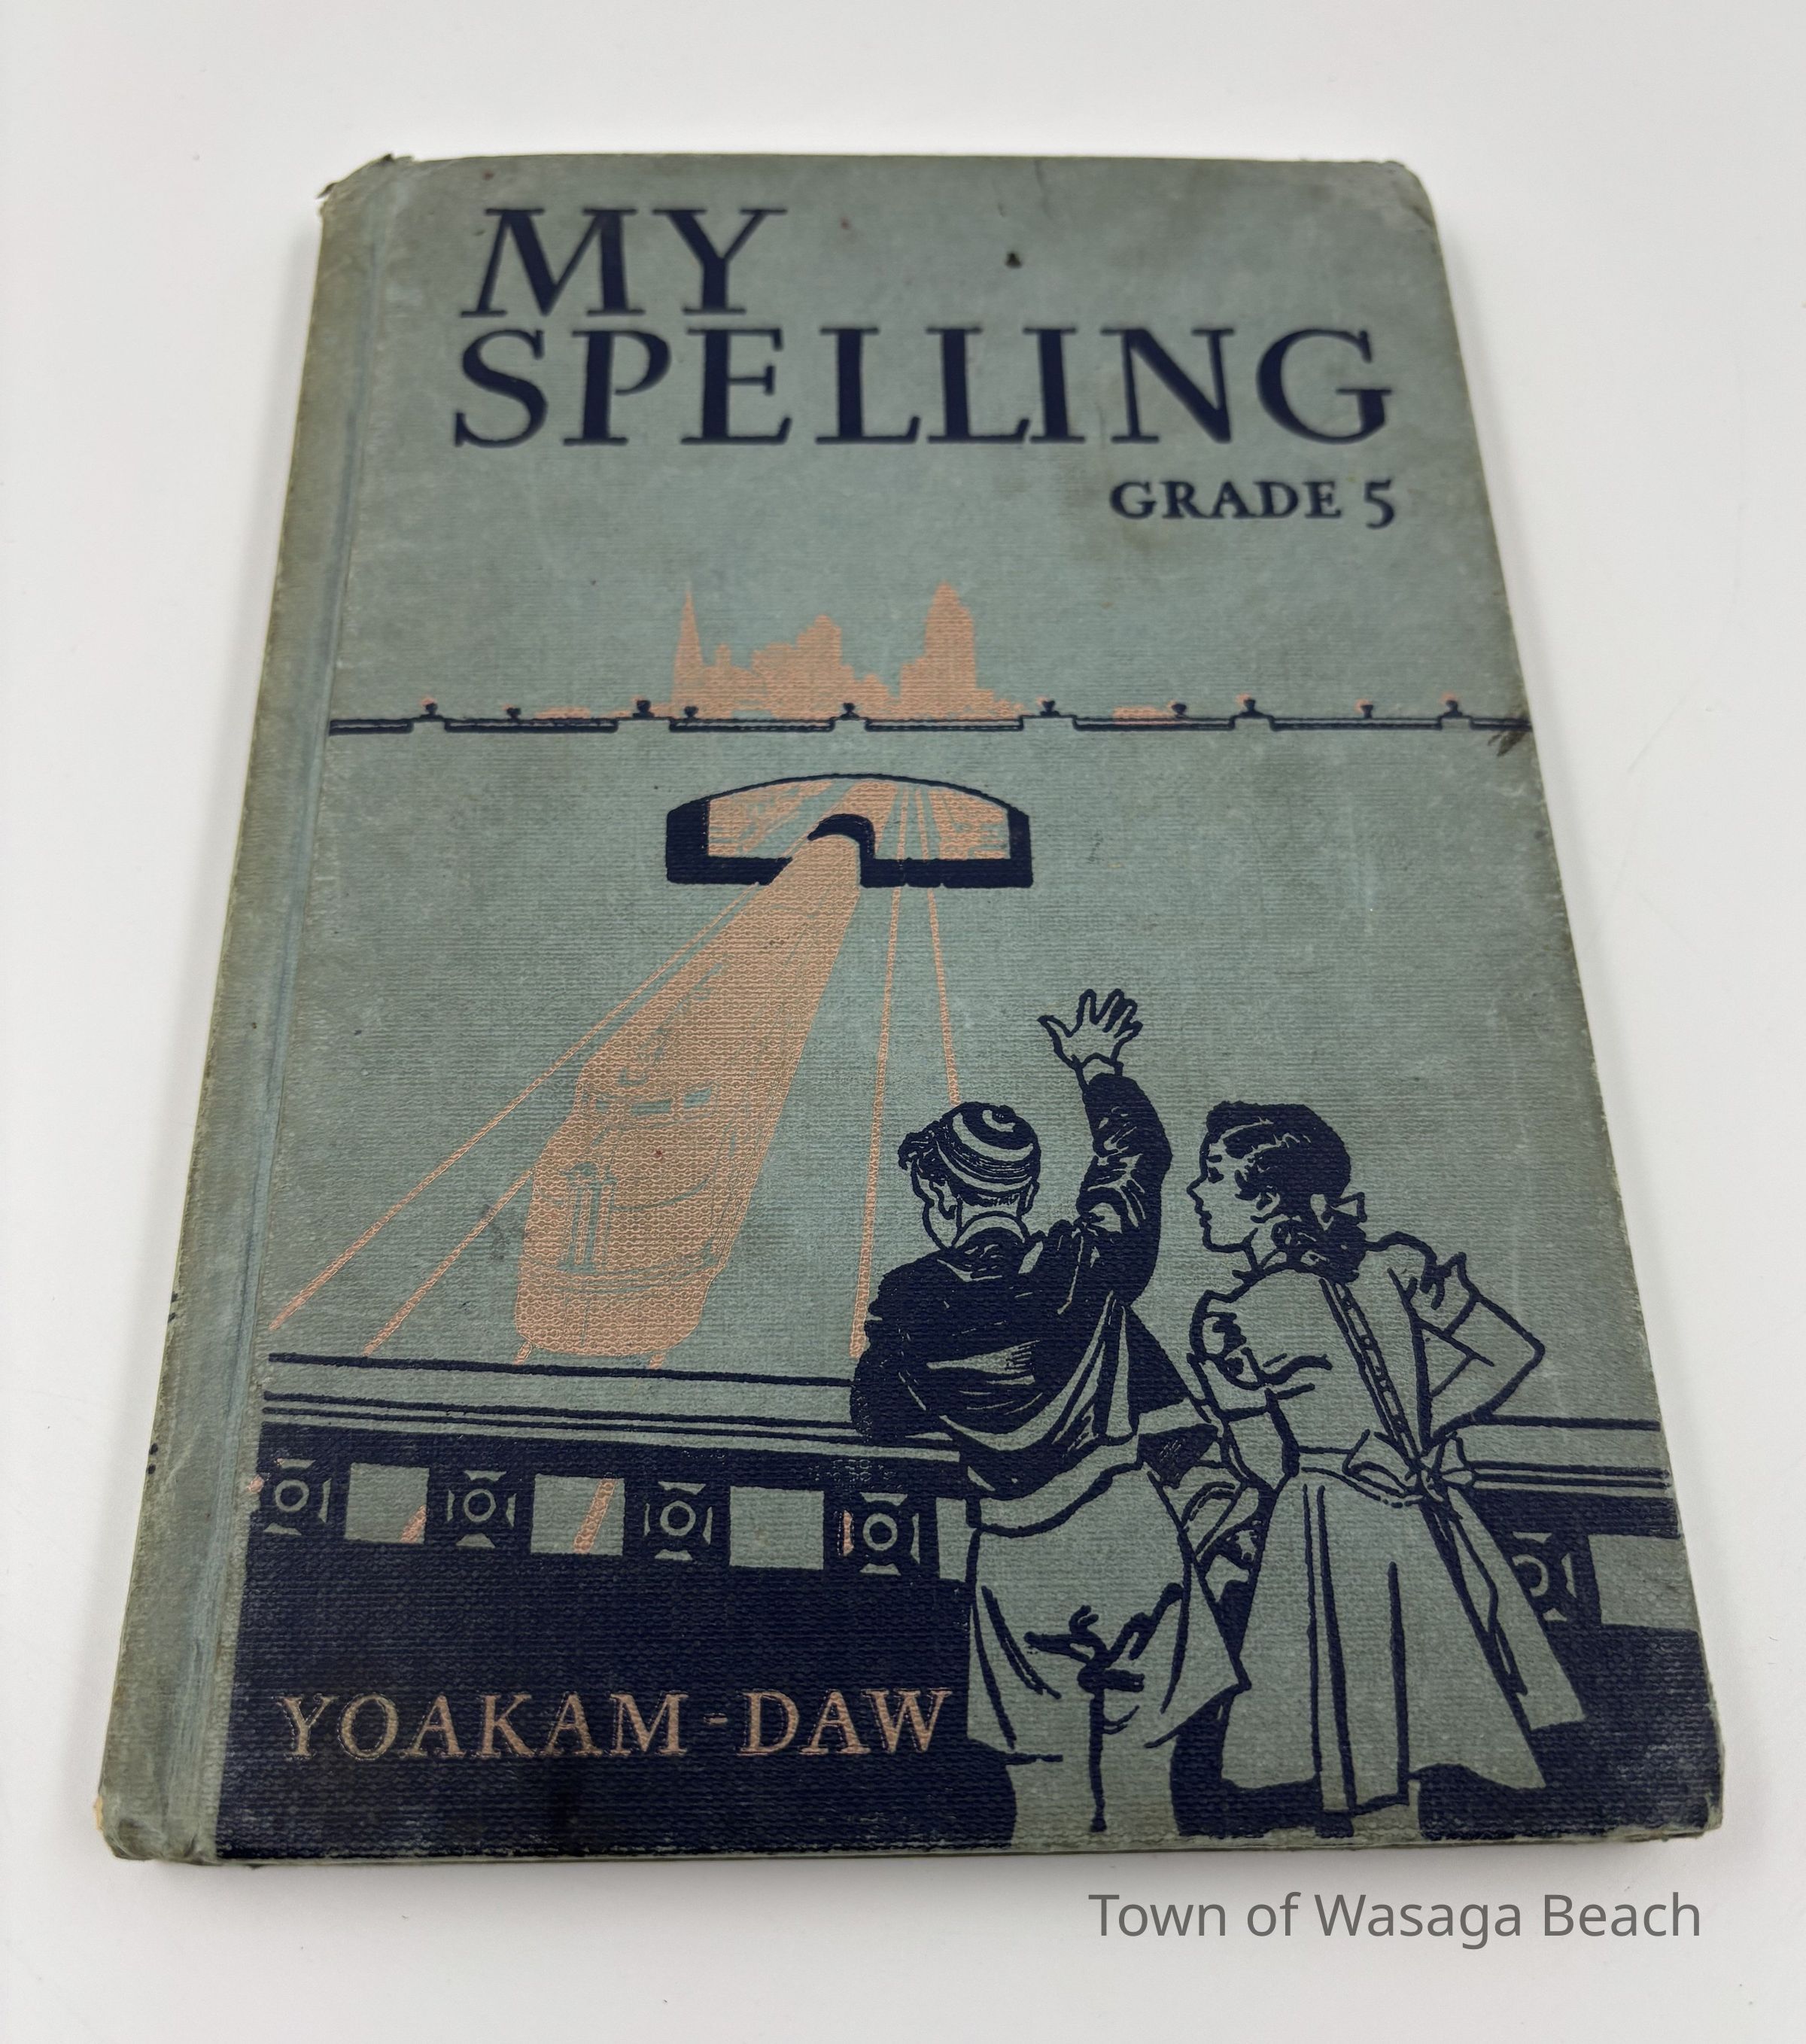 MY
SPELLING
GRADE 5
YOAKAM-DAW
Town of Wasaga Beach